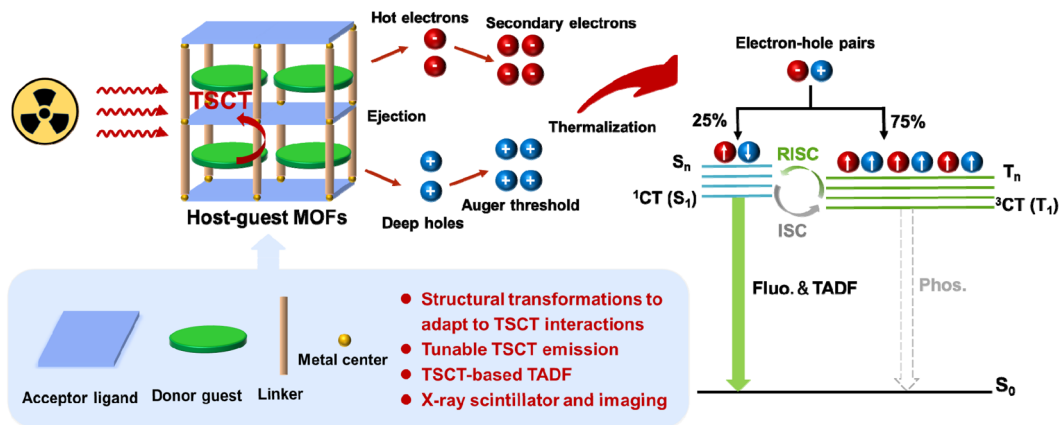 Hot electrons
Secondary electrons
TSCT
Ejection
Thermalization
Host-guest MOFs
Deep holes
Auger threshold
Electron-hole pairs
25%
75%
Sₙ
RISC
Tₙ
¹CT (S₁)
³CT (T₁)
ISC
Fluo. & TADF
Phos.
S₀
Acceptor ligand
Donor guest
Linker
Metal center
● Structural transformations to
adapt to TSCT interactions
● Tunable TSCT emission
● TSCT-based TADF
● X-ray scintillator and imaging